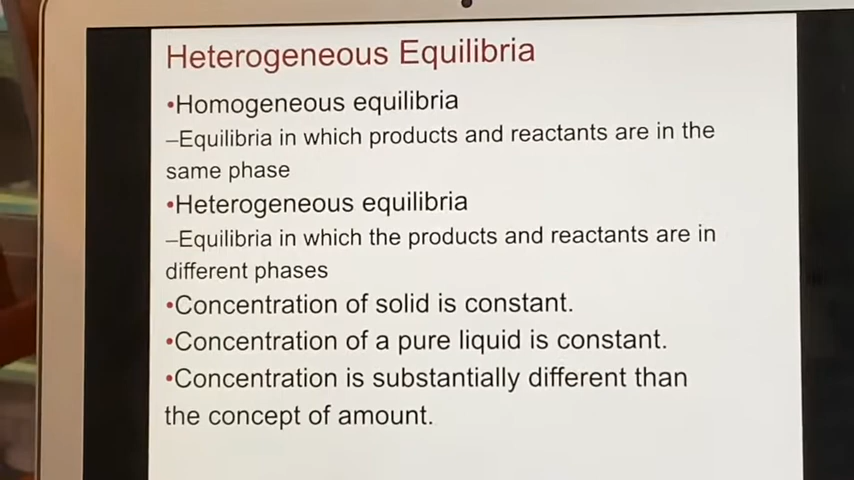 Heterogeneous Equilibria
•Homogeneous equilibria
–Equilibria in which products and reactants are in the
same phase
•Heterogeneous equilibria
–Equilibria in which the products and reactants are in
different phases
•Concentration of solid is constant.
•Concentration of a pure liquid is constant.
•Concentration is substantially different than
the concept of amount.